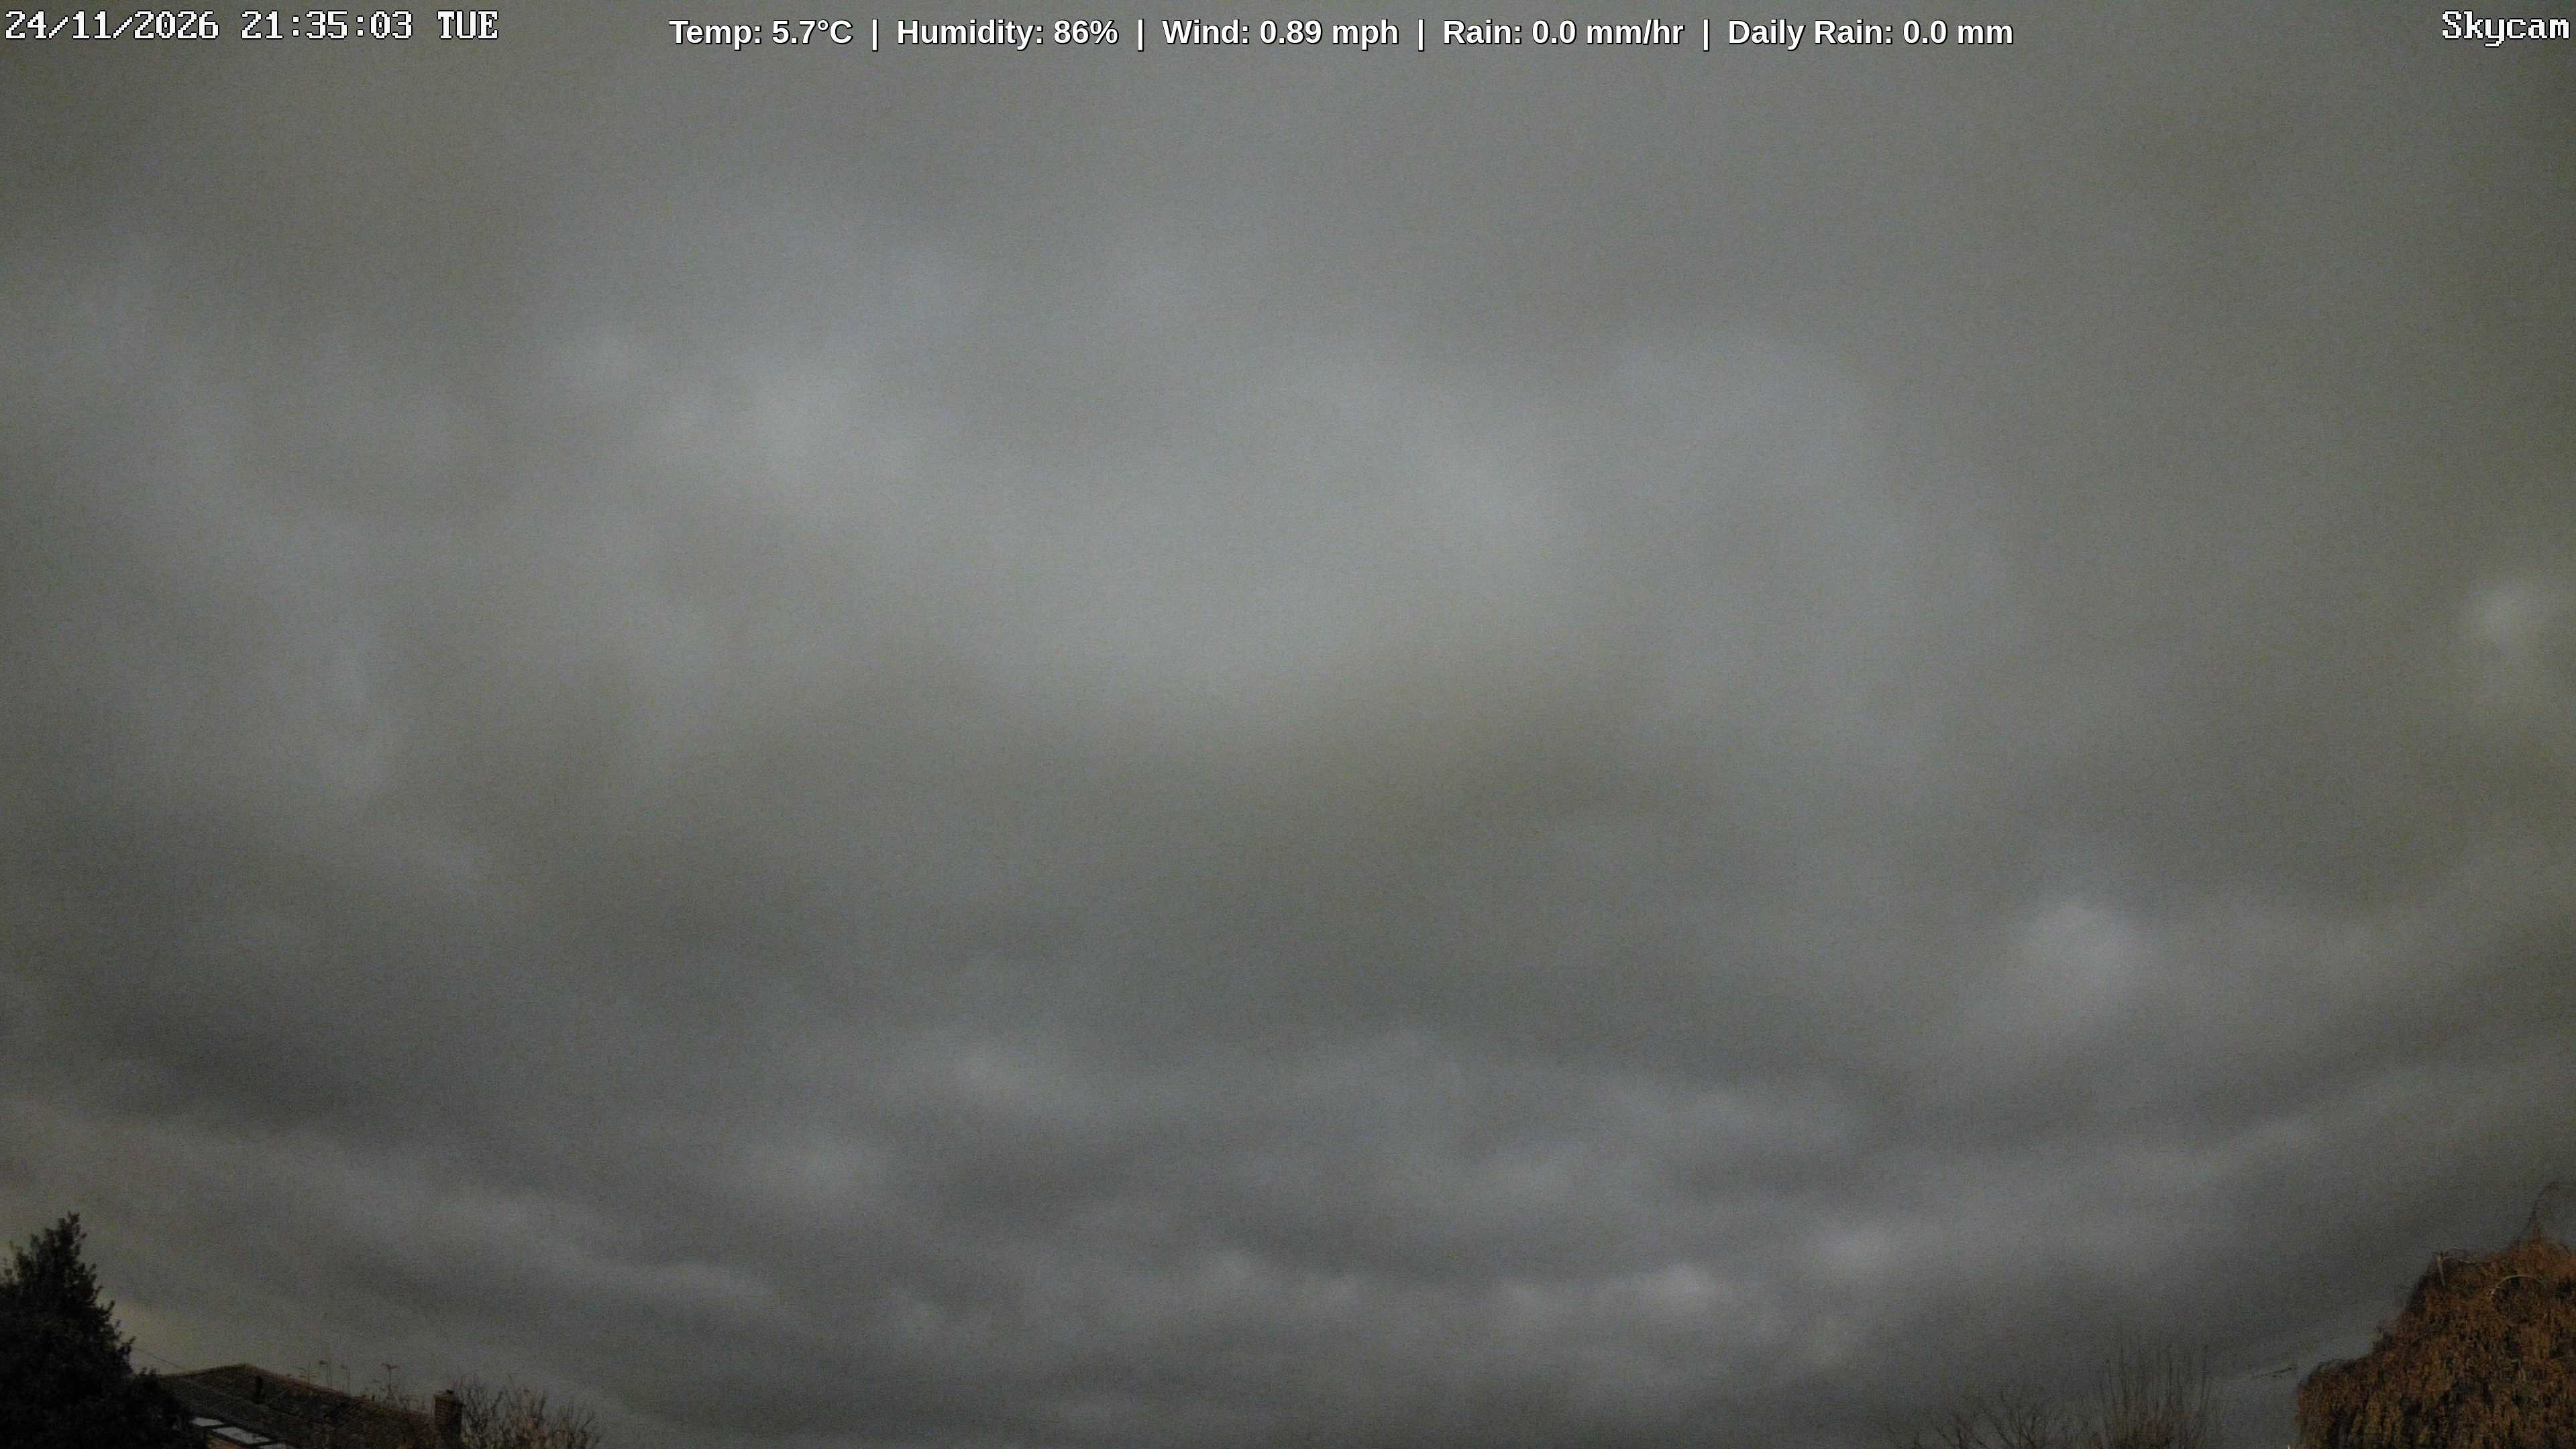 24/11/2026 21:35:03 TUE
Temp: 5.7°C | Humidity: 86% | Wind: 0.89 mph | Rain: 0.0 mm/hr | Daily Rain: 0.0 mm
Skycam